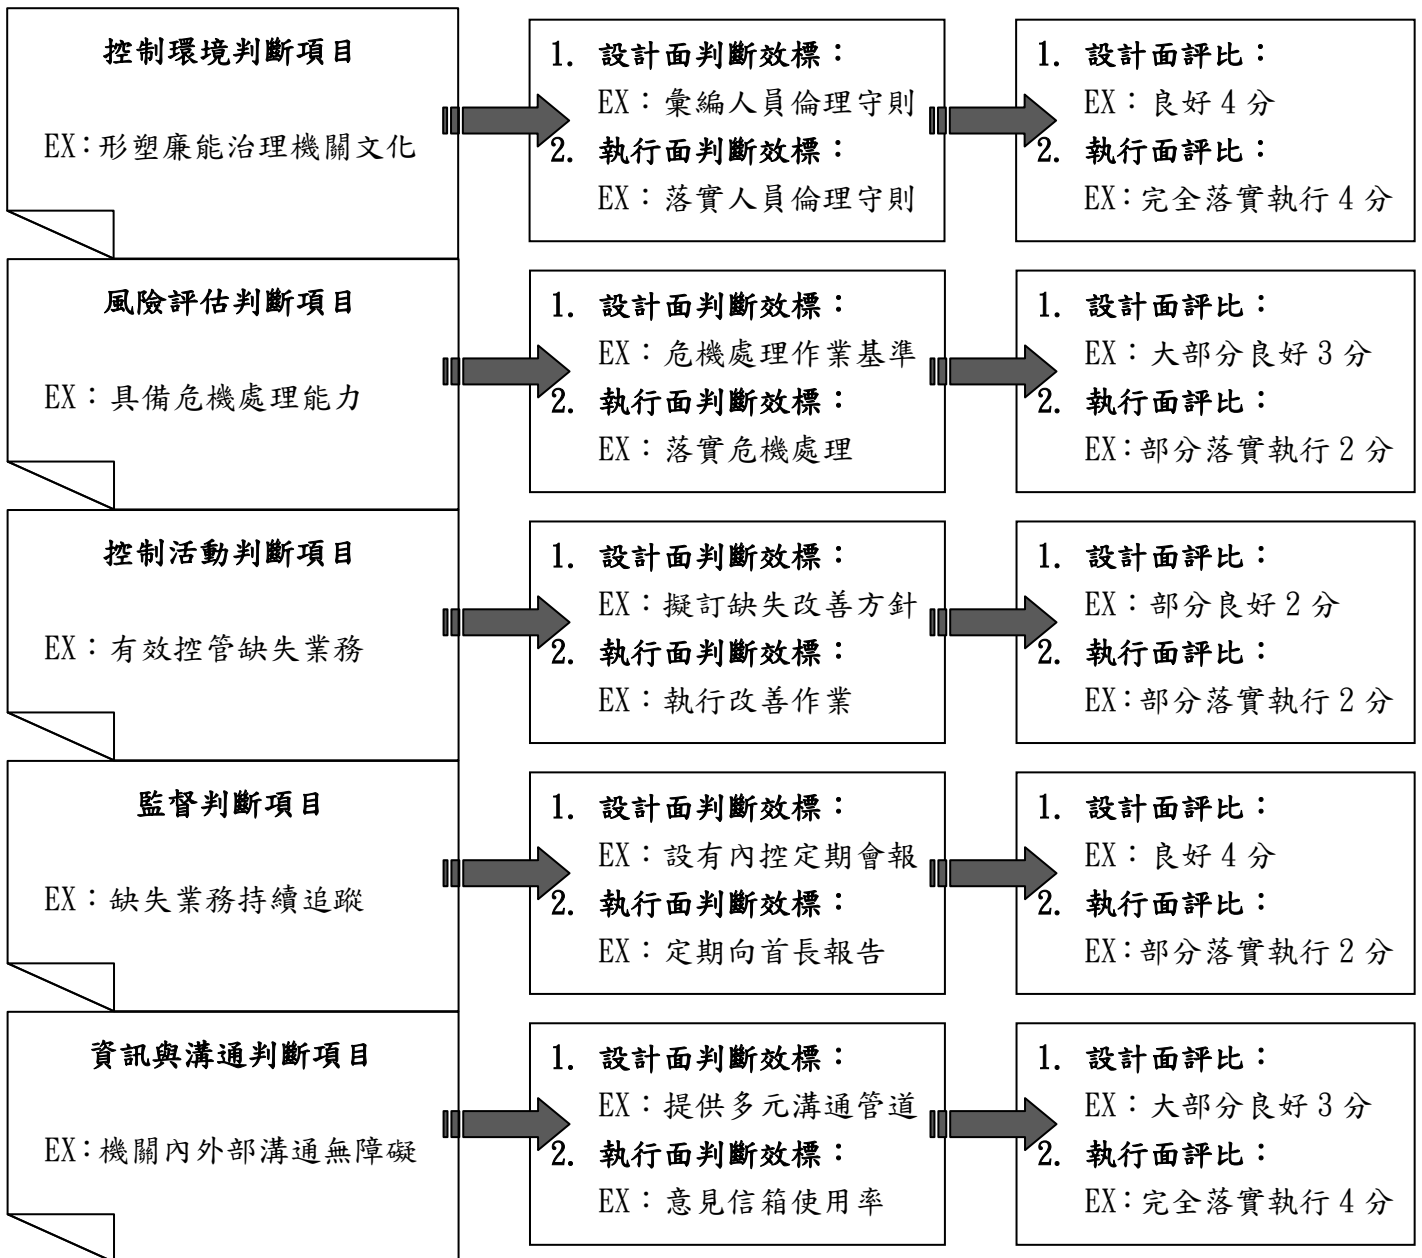 控制環境判斷項目
EX：形塑廉能治理機關文化
1. 設計面判斷效標：
EX：彙編人員倫理守則
2. 執行面判斷效標：
EX：落實人員倫理守則
1. 設計面評比：
EX：良好 4 分
2. 執行面評比：
EX：完全落實執行 4 分
風險評估判斷項目
EX：具備危機處理能力
1. 設計面判斷效標：
EX：危機處理作業基準
2. 執行面判斷效標：
EX：落實危機處理
1. 設計面評比：
EX：大部分良好 3 分
2. 執行面評比：
EX：部分落實執行 2 分
控制活動判斷項目
EX：有效控管缺失業務
1. 設計面判斷效標：
EX：擬訂缺失改善方針
2. 執行面判斷效標：
EX：執行改善作業
1. 設計面評比：
EX：部分良好 2 分
2. 執行面評比：
EX：部分落實執行 2 分
監督判斷項目
EX：缺失業務持續追蹤
1. 設計面判斷效標：
EX：設有內控定期會報
2. 執行面判斷效標：
EX：定期向首長報告
1. 設計面評比：
EX：良好 4 分
2. 執行面評比：
EX：部分落實執行 2 分
資訊與溝通判斷項目
EX：機關內外部溝通無障礙
1. 設計面判斷效標：
EX：提供多元溝通管道
2. 執行面判斷效標：
EX：意見信箱使用率
1. 設計面評比：
EX：大部分良好 3 分
2. 執行面評比：
EX：完全落實執行 4 分